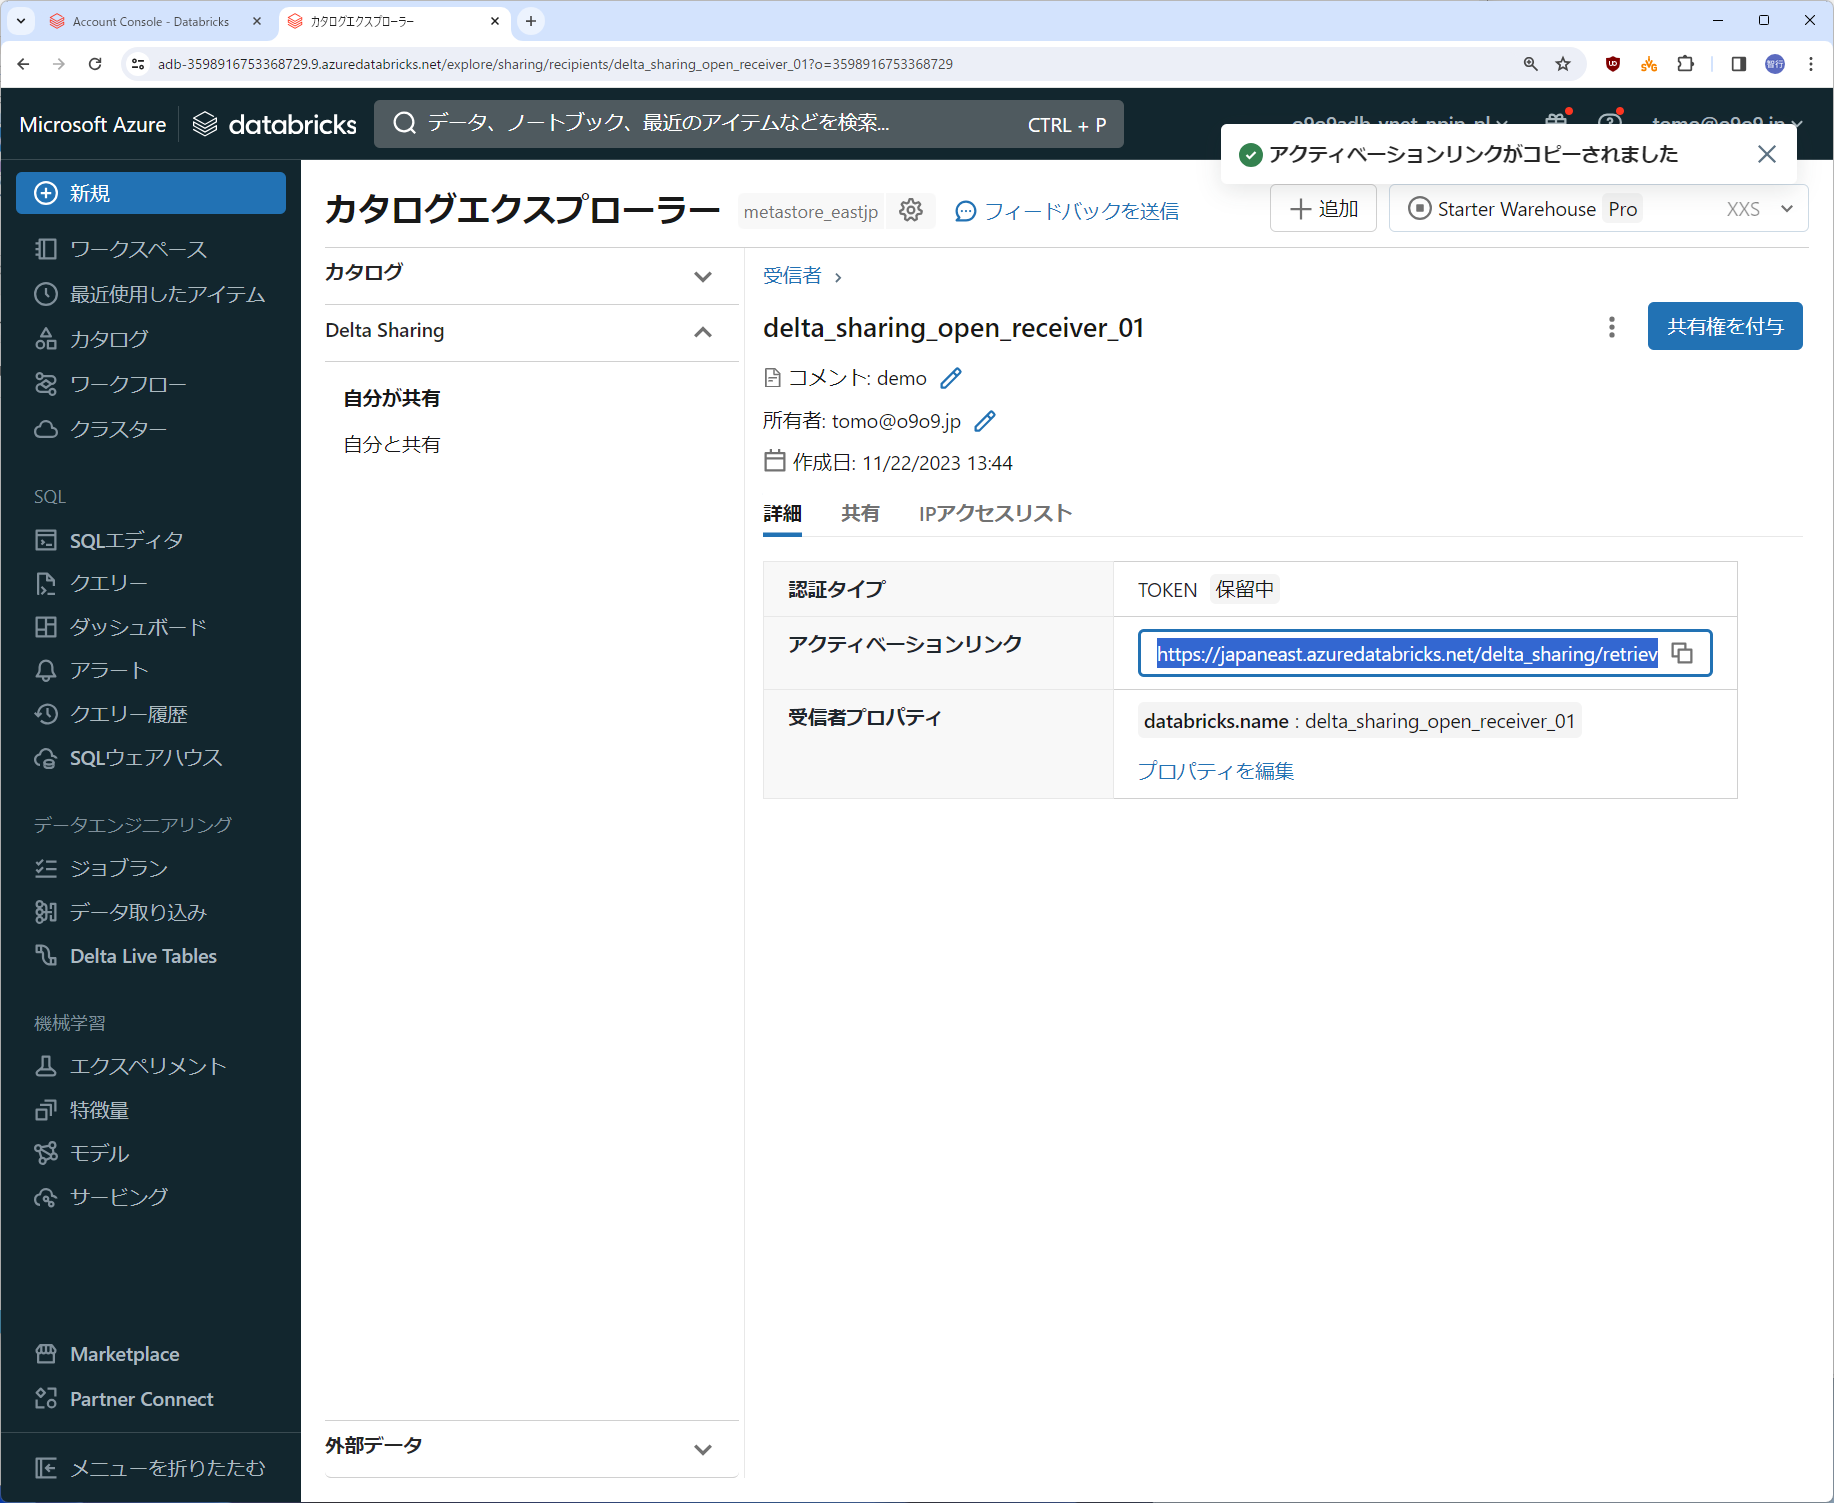 Account Console - Databricks
カタログエクスプローラー
adb-3598916753368729.9.azuredatabricks.net/explore/sharing/recipients/delta_sharing_open_receiver_01?o=3598916753368729
Microsoft Azure
databricks
データ、ノートブック、最近のアイテムなどを検索...
CTRL + P
アクティベーションリンクがコピーされました
新規
ワークスペース
最近使用したアイテム
カタログ
ワークフロー
クラスター
SQL
SQLエディタ
クエリー
ダッシュボード
アラート
クエリー履歴
SQLウェアハウス
データエンジニアリング
ジョブラン
データ取り込み
Delta Live Tables
機械学習
エクスペリメント
特徴量
モデル
サービング
Marketplace
Partner Connect
メニューを折りたたむ
カタログエクスプローラー
metastore_eastjp
フィードバックを送信
追加
Starter Warehouse Pro XXS
カタログ
Delta Sharing
自分が共有
自分と共有
外部データ
受信者 ›
delta_sharing_open_receiver_01
共有権を付与
コメント: demo
所有者: tomo@o9o9.jp
作成日: 11/22/2023 13:44
詳細
共有
IPアクセスリスト
認証タイプ
TOKEN 保留中
アクティベーションリンク
https://japaneast.azuredatabricks.net/delta_sharing/retriev
受信者プロパティ
databricks.name : delta_sharing_open_receiver_01
プロパティを編集